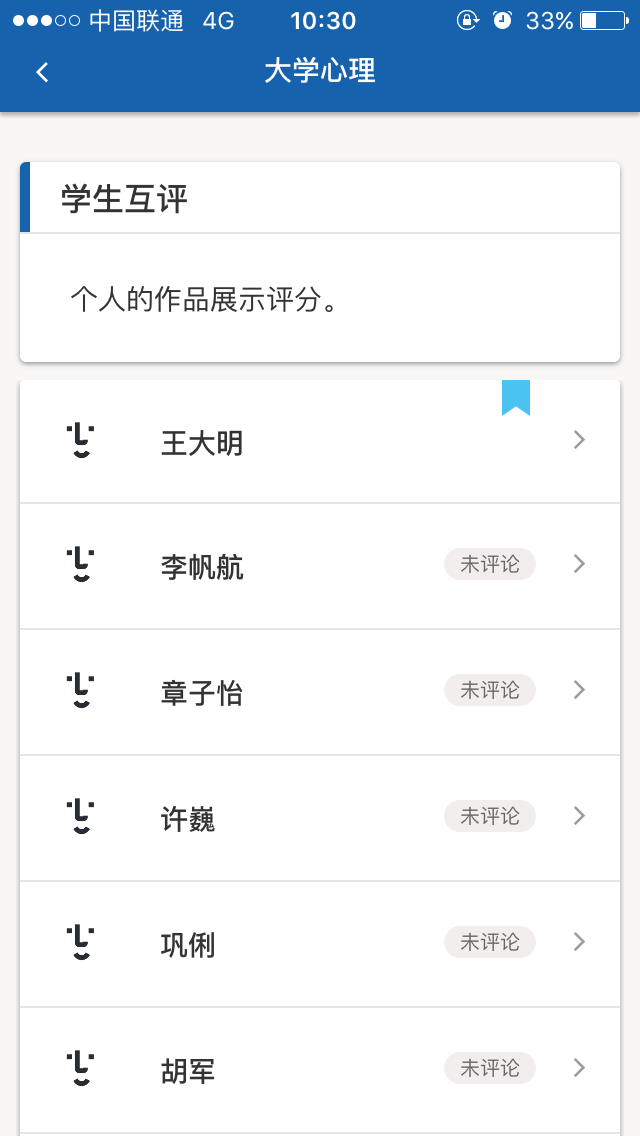 中国联通 4G 10:30 33%
大学心理
学生互评
个人的作品展示评分。
王大明
李帆航 未评论
章子怡 未评论
许巍 未评论
巩俐 未评论
胡军 未评论